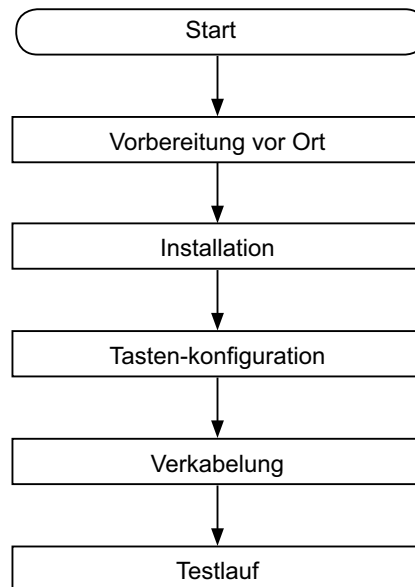 Start
Vorbereitung vor Ort
Installation
Tasten-konfiguration
Verkabelung
Testlauf